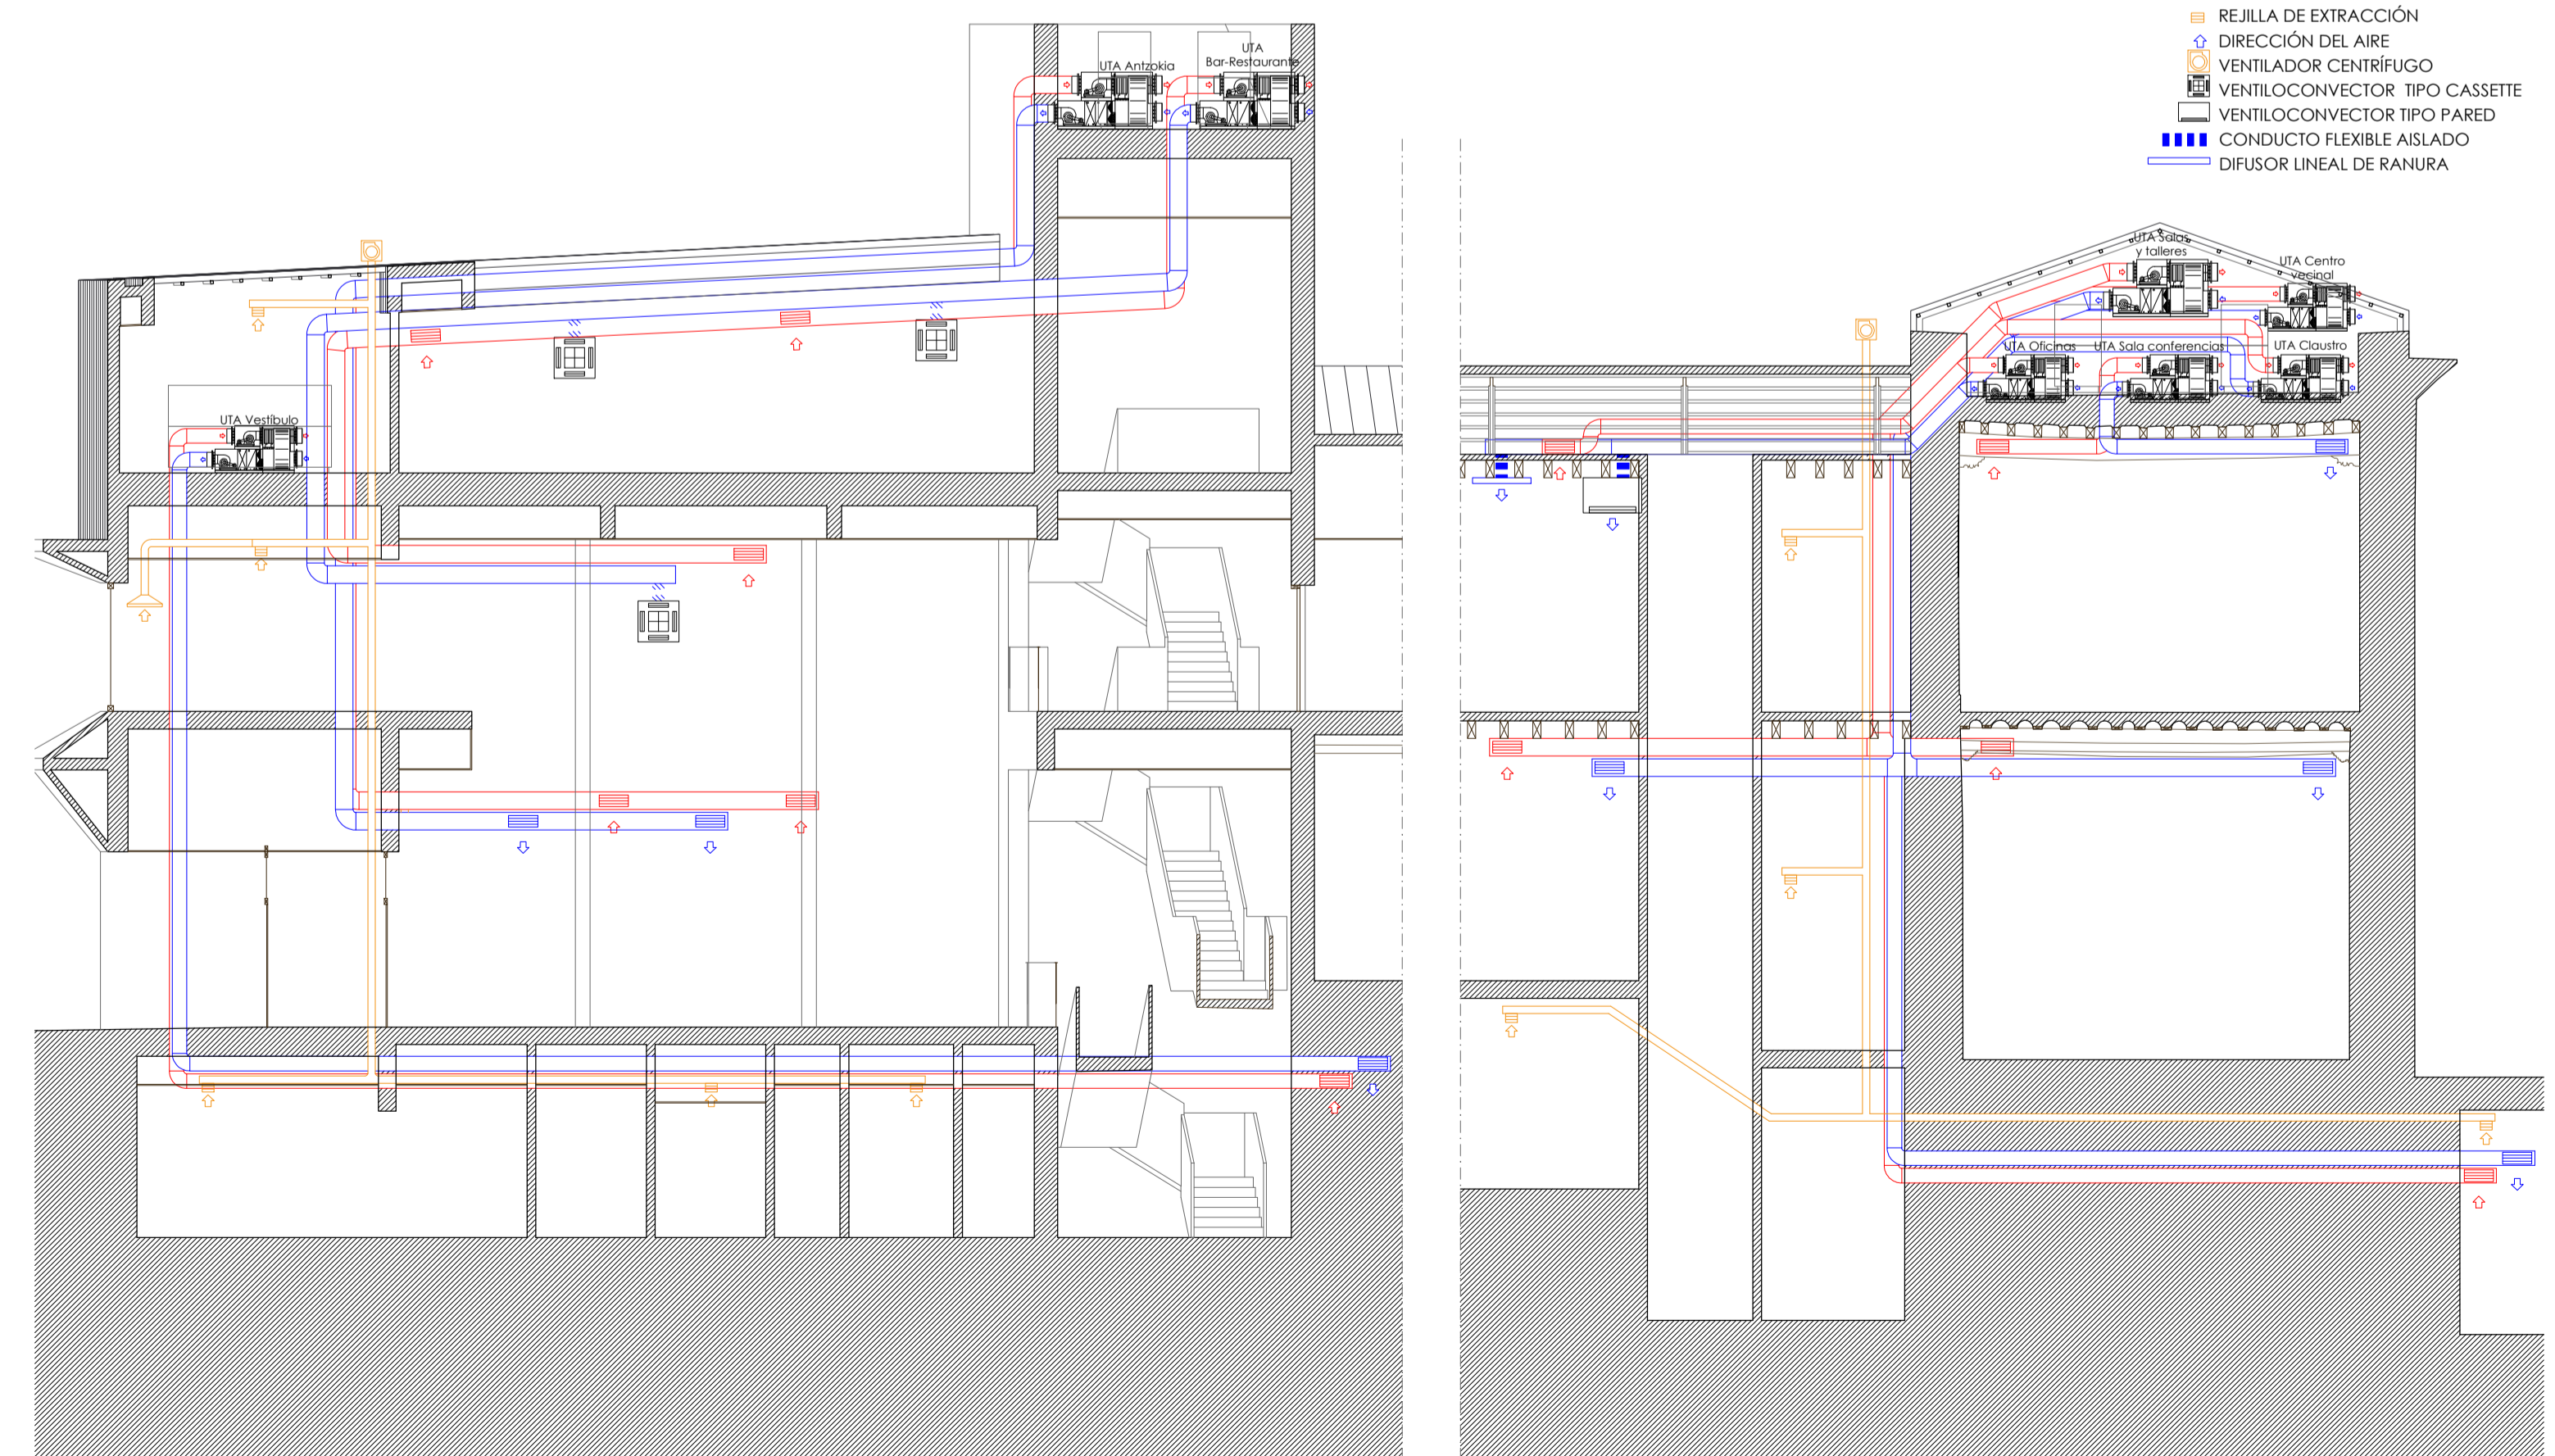 REJILLA DE EXTRACCIÓN
DIRECCIÓN DEL AIRE
VENTILADOR CENTRÍFUGO
VENTILOCONVECTOR TIPO CASSETTE
VENTILOCONVECTOR TIPO PARED
CONDUCTO FLEXIBLE AISLADO
DIFUSOR LINEAL DE RANURA
UTA Antzokia
UTA
Bar-Restaurante
UTA Vestíbulo
UTA Salas
y talleres
UTA Centro
vecinal
UTA Oficinas
UTA Sala conferencias
UTA Claustro